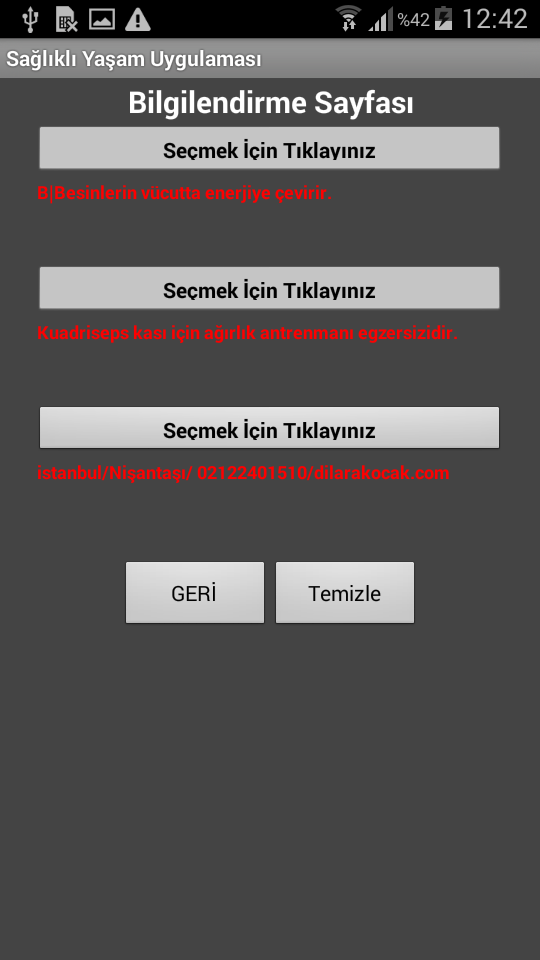 %42 12:42
Sağlıklı Yaşam Uygulaması
Bilgilendirme Sayfası
Seçmek İçin Tıklayınız
B|Besinlerin vücutta enerjiye çevirir.
Seçmek İçin Tıklayınız
Kuadriseps kası için ağırlık antrenmanı egzersizidir.
Seçmek İçin Tıklayınız
istanbul/Nişantaşı/ 02122401510/dilarakocak.com
GERİ
Temizle